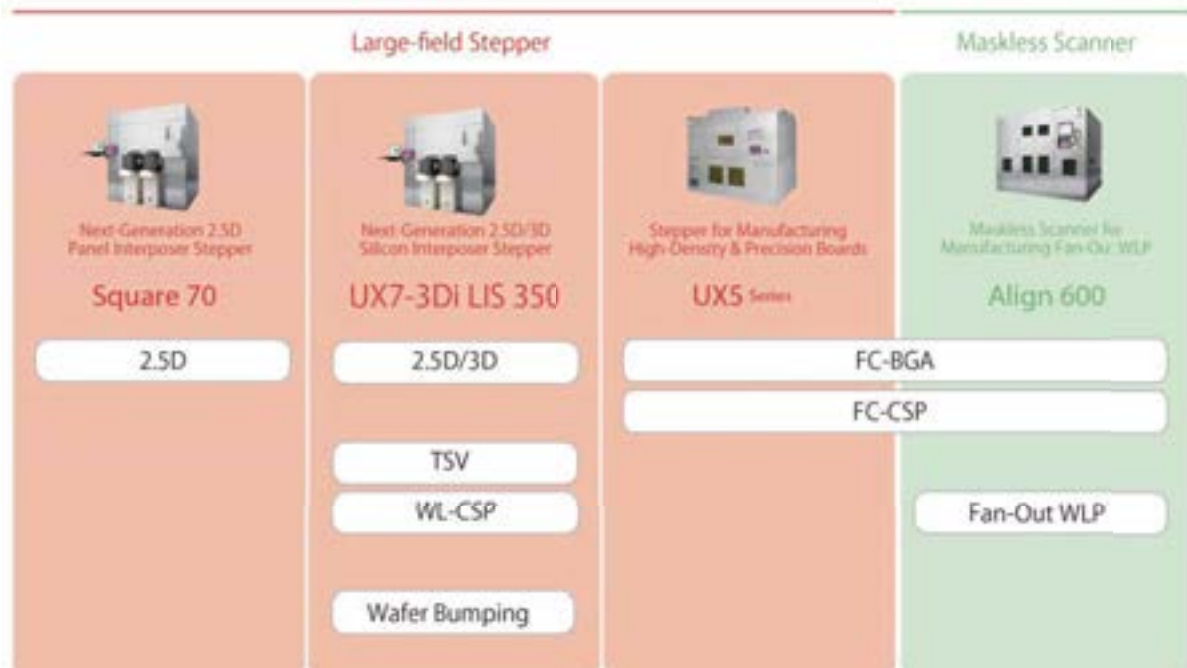 Large-field Stepper
Maskless Scanner
Next-Generation 2.5D
Panel Interposer Stepper
Square 70
Next-Generation 2.5D/3D
Silicon Interposer Stepper
UX7-3Di LIS 350
Stepper for Manufacturing
High-Density & Precision Boards
UX5 Series
Maskless Scanner for
Manufacturing Fan-Out WLP
Align 600
2.5D
2.5D/3D
FC-BGA
FC-CSP
TSV
WL-CSP
Fan-Out WLP
Wafer Bumping